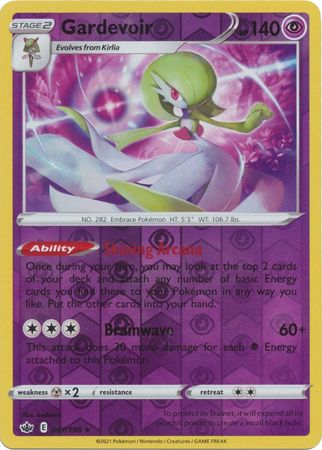 STAGE 2
Gardevoir
HP 140
Evolves from Kirlia
NO. 282 Embrace Pokémon HT: 5'3" WT: 106.7 lbs.
Ability
Shining Arcana
Once during your turn, you may look at the top 2 cards
of your deck and attach any number of basic Energy
cards you find there to your Pokémon in any way you
like. Put the other cards into your hand.
Brainwave 60+
This attack does 30 more damage for each Energy
attached to this Pokémon.
weakness ×2 resistance retreat
Illus. kodama
To protect its Trainer, it will expend all its
psychic power to create a small black hole.
E 061/198 ★
©2021 Pokémon / Nintendo / Creatures / GAME FREAK